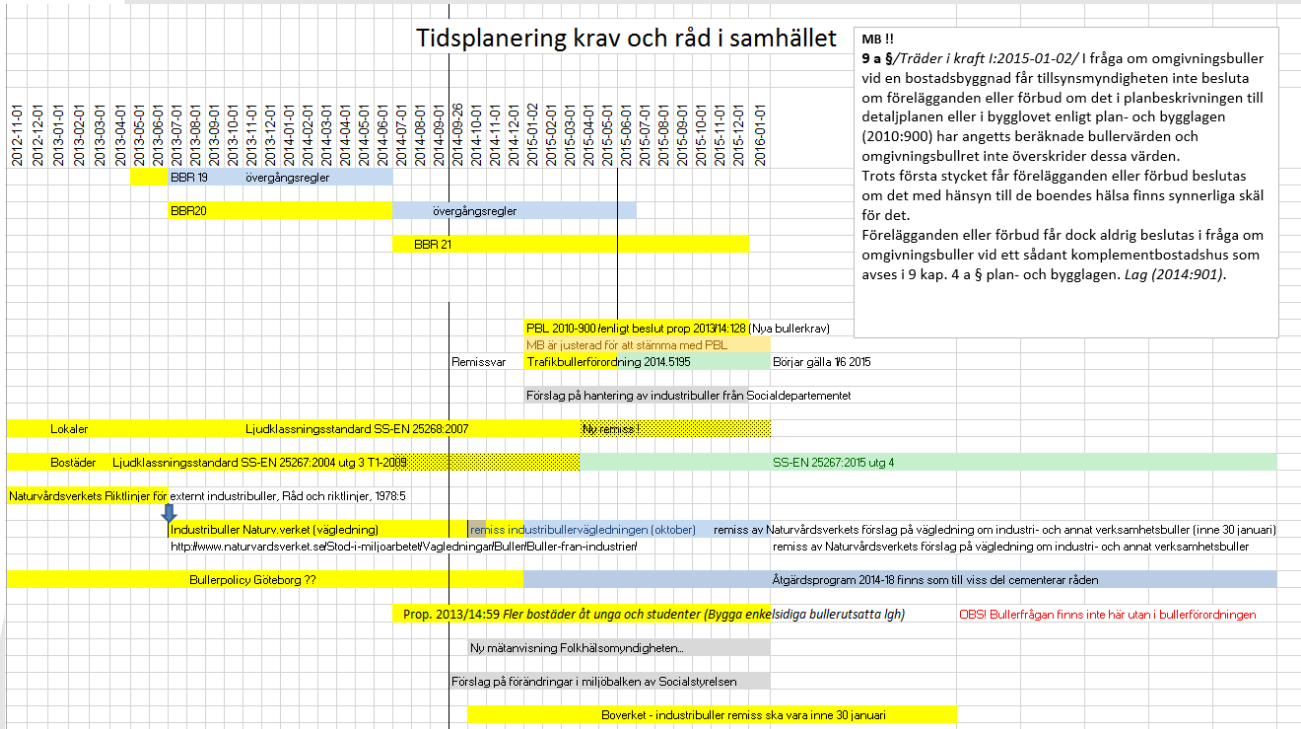 Tidsplanering krav och råd i samhället
MB !!
9 a §/Träder i kraft I:2015-01-02/ I fråga om omgivningsbuller
vid en bostadsbyggnad får tillsynsmyndigheten inte besluta
om förelägganden eller förbud om det i planbeskrivningen till
detaljplanen eller i bygglovet enligt plan- och bygglagen
(2010:900) har angetts beräknade bullervärden och
omgivningsbullret inte överskrider dessa värden.
Trots första stycket får förelägganden eller förbud beslutas
om det med hänsyn till de boendes hälsa finns synnerliga skäl
för det.
Förelägganden eller förbud får dock aldrig beslutas i fråga om
omgivningsbuller vid ett sådant komplementbostadshus som
avses i 9 kap. 4 a § plan- och bygglagen. Lag (2014:901).
2012-11-01
2012-12-01
2013-01-01
2013-02-01
2013-03-01
2013-04-01
2013-05-01
2013-06-01
2013-07-01
2013-08-01
2013-09-01
2013-10-01
2013-11-01
2013-12-01
2014-01-01
2014-02-01
2014-03-01
2014-04-01
2014-05-01
2014-06-01
2014-07-01
2014-08-01
2014-09-01
2014-09-26
2014-10-01
2014-11-01
2014-12-01
2015-01-02
2015-02-01
2015-03-01
2015-04-01
2015-05-01
2015-06-01
2015-07-01
2015-08-01
2015-09-01
2015-10-01
2015-11-01
2015-12-01
2016-01-01
BBR 19 övergångsregler
BBR20 övergångsregler
BBR 21
PBL 2010-900 /enligt beslut prop 2013/14:128 (Nya bullerkrav)
MB är justerad för att stämma med PBL
Remissvar Trafikbullerförordning 2014.5195 Börjar gälla 1/6 2015
Förslag på hantering av industribuller från Socialdepartementet
Lokaler Ljudklassningsstandard SS-EN 25268:2007 Ny remiss !
Bostäder Ljudklassningsstandard SS-EN 25267:2004 utg 3 T1-2009 SS-EN 25267:2015 utg 4
Naturvårdsverkets Riktlinjer för externt industribuller, Råd och riktlinjer, 1978:5
Industribuller Naturv.verket (vägledning) remiss industribullervägledningen (oktober) remiss av Naturvårdsverkets förslag på vägledning om industri- och annat verksamhetsbuller (inne 30 januari)
http://www.naturvardsverket.se/Stod-i-miljoarbetet/Vagledningar/Buller/Buller-fran-industrier/ remiss av Naturvårdsverkets förslag på vägledning om industri- och annat verksamhetsbuller
Bullerpolicy Göteborg ?? Åtgärdsprogram 2014-18 finns som till viss del cementerar råden
Prop. 2013/14:59 Fler bostäder åt unga och studenter (Bygga enkelsidiga bullerutsatta lgh) OBS! Bullerfrågan finns inte här utan i bullerförordningen
Ny mätanvisning Folkhälsomyndigheten...
Förslag på förändringar i miljöbalken av Socialstyrelsen
Boverket - industribuller remiss ska vara inne 30 januari